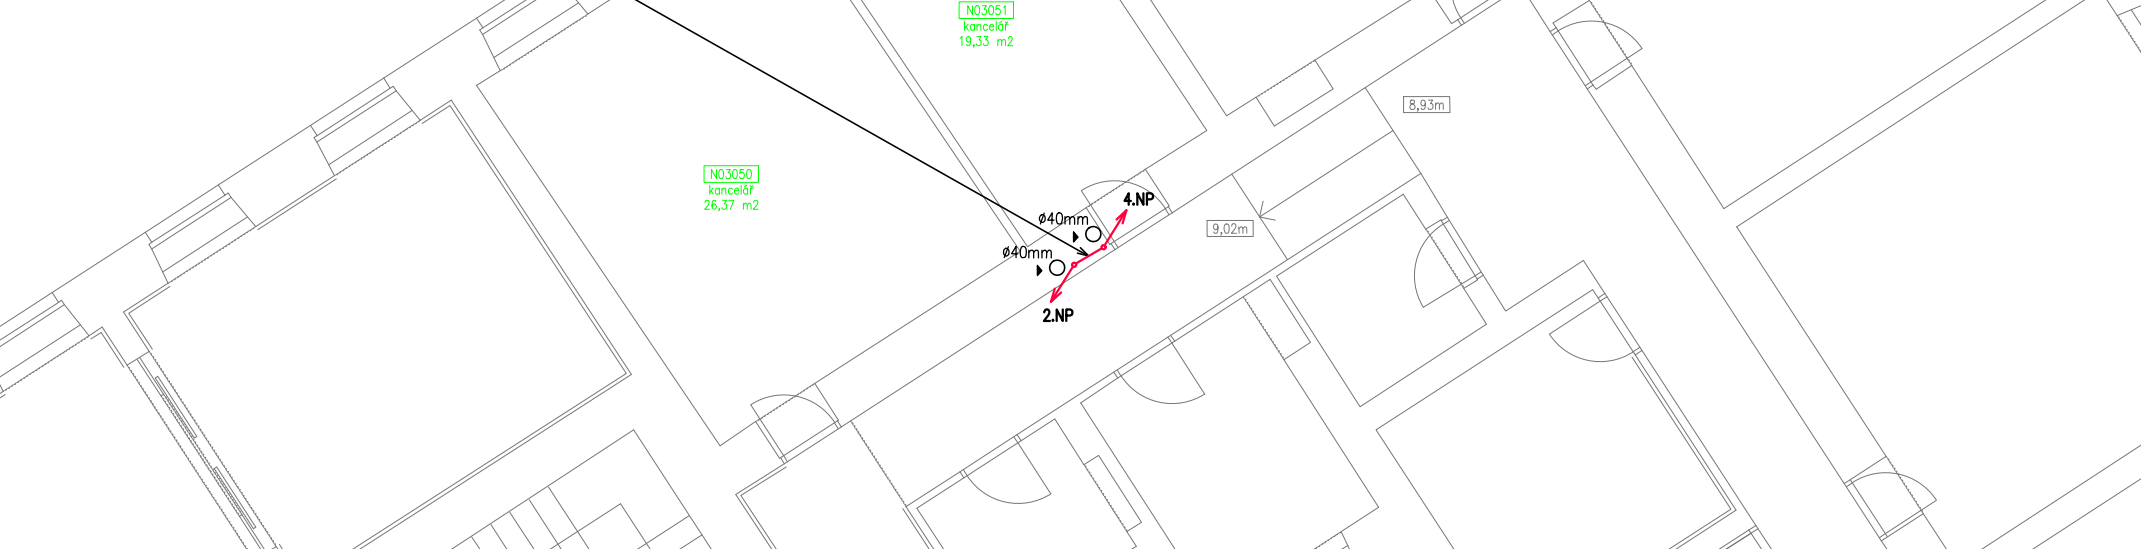 N03051
kancelář
19,33 m2
8,93m
N03050
kancelář
26,37 m2
4.NP
ø40mm
9,02m
ø40mm
2.NP